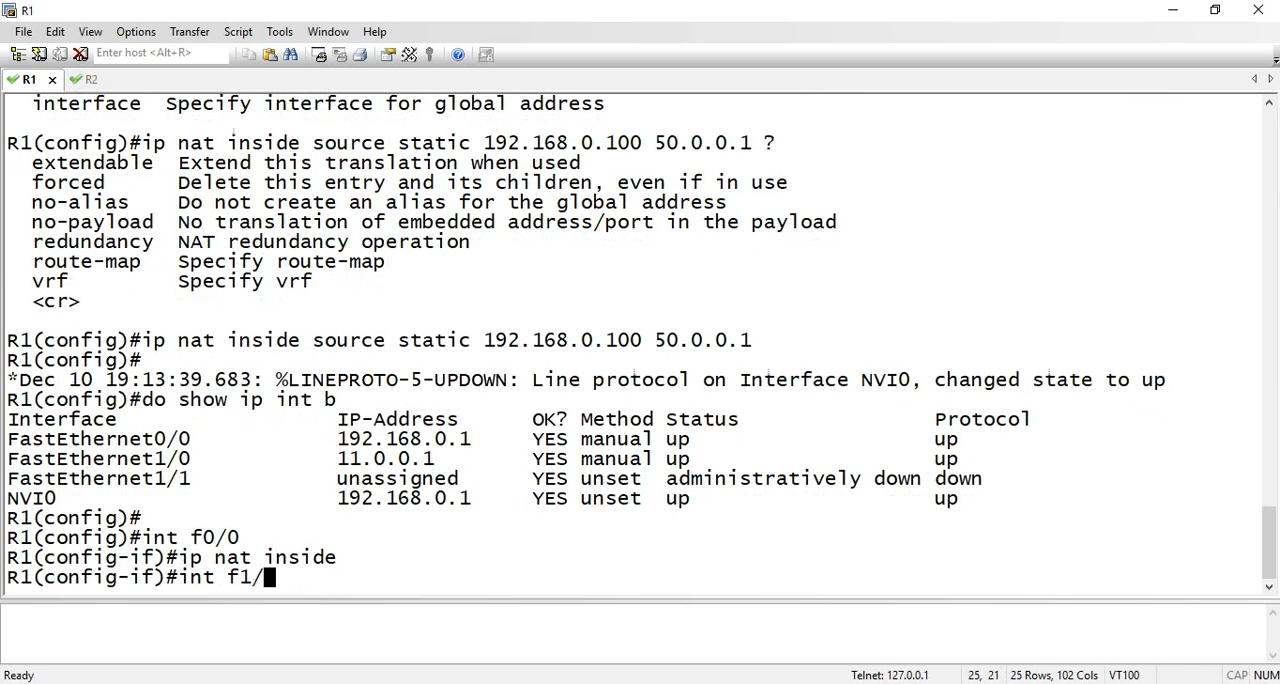 R1
File Edit View Options Transfer Script Tools Window Help
Enter host <Alt+R>
R1 R2
interface  Specify interface for global address
R1(config)#ip nat inside source static 192.168.0.100 50.0.0.1 ?
extendable  Extend this translation when used
forced      Delete this entry and its children, even if in use
no-alias    Do not create an alias for the global address
no-payload  No translation of embedded address/port in the payload
redundancy  NAT redundancy operation
route-map   Specify route-map
vrf         Specify vrf
<cr>
R1(config)#ip nat inside source static 192.168.0.100 50.0.0.1
R1(config)#
*Dec 10 19:13:39.683: %LINEPROTO-5-UPDOWN: Line protocol on Interface NVI0, changed state to up
R1(config)#do show ip int b
Interface                  IP-Address      OK? Method Status                Protocol
FastEthernet0/0            192.168.0.1     YES manual up                    up
FastEthernet1/0            11.0.0.1        YES manual up                    up
FastEthernet1/1            unassigned      YES unset  administratively down down
NVI0                       192.168.0.1     YES unset  up                    up
R1(config)#
R1(config)#int f0/0
R1(config-if)#ip nat inside
R1(config-if)#int f1/
Ready Telnet: 127.0.0.1 25, 21 25 Rows, 102 Cols VT100 CAP NUM